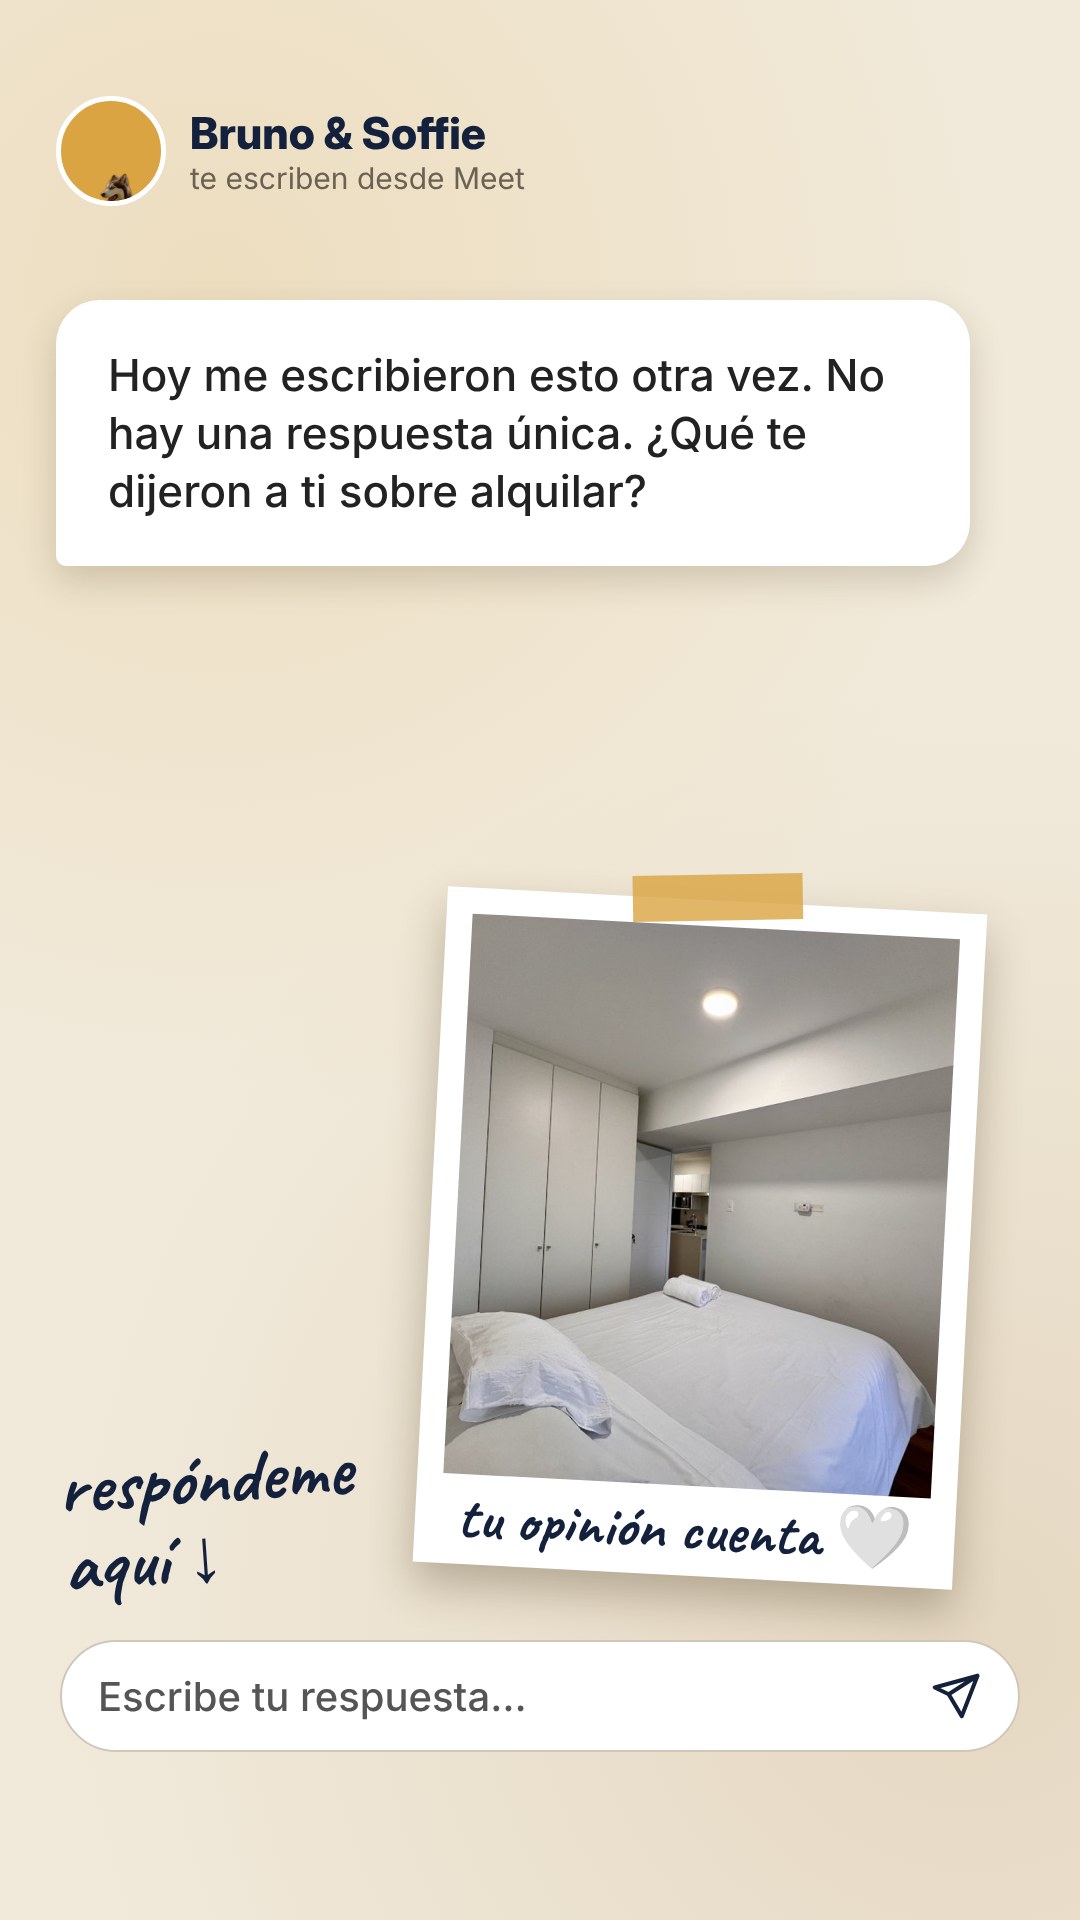 Bruno & Soffie
te escriben desde Meet
Hoy me escribieron esto otra vez. No
hay una respuesta única. ¿Qué te
dijeron a ti sobre alquilar?
respóndeme
aquí ↓
tu opinión cuenta 🤍
Escribe tu respuesta...